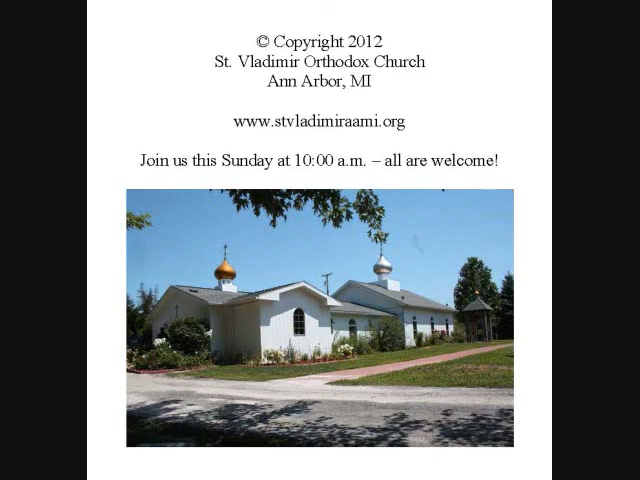 © Copyright 2012
St. Vladimir Orthodox Church
Ann Arbor, MI
www.stvladimiraami.org
Join us this Sunday at 10:00 a.m. – all are welcome!